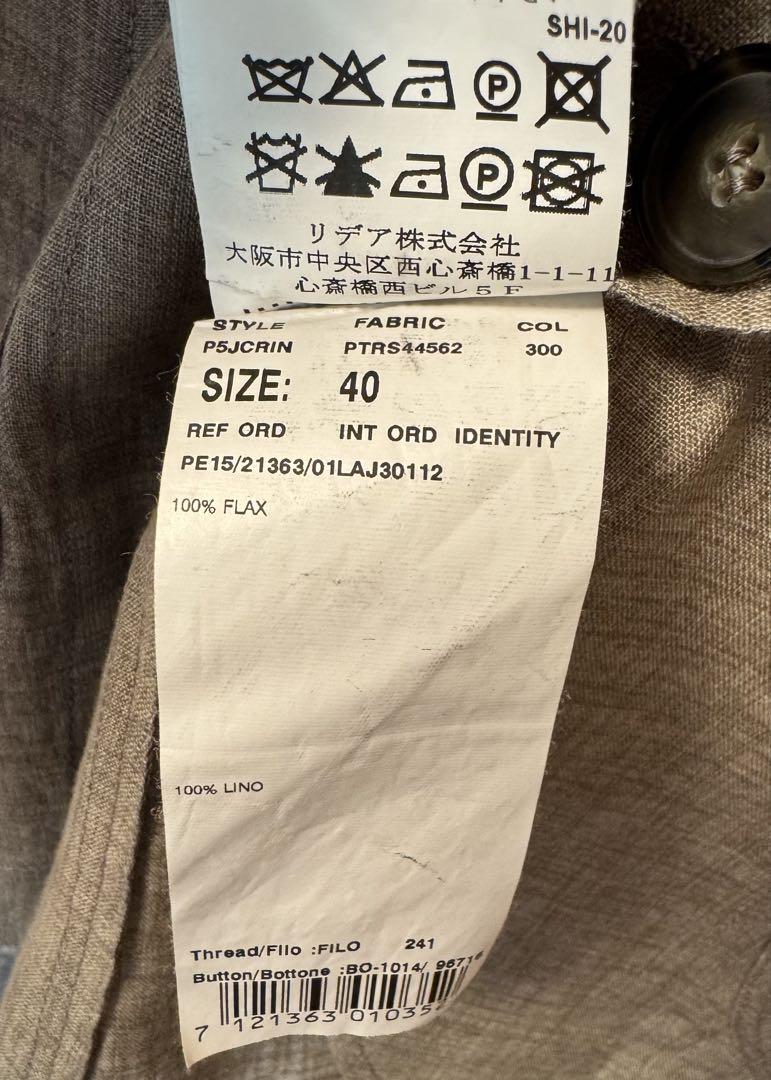 SHI-20
P
P
リデア株式会社
大阪市中央区西心斎橋1-1-11
心斎橋西ビル5F
STYLE FABRIC COL
P5JCRIN PTRS44562 300
SIZE: 40
REF ORD INT ORD IDENTITY
PE15/21363/01LAJ30112
100% FLAX
100% LINO
Thread/Filo :FILO 241
Button/Bottone :BO-1014/
7 121363